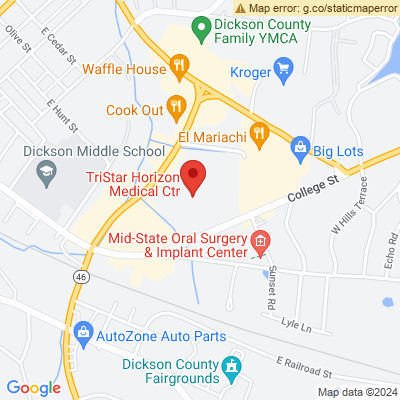 Map error: g.co/staticmaperror
Olive St
E Cedar St
Dickson County
Family YMCA
Waffle House
Kroger
E Hunt St
Cook Out
El Mariachi
Big Lots
Dickson Middle School
TriStar Horizon
Medical Ctr
College St
W Hills Terrace
Echo Rd
Mid-State Oral Surgery
& Implant Center
46
Sunset Rd
Lyle Ln
AutoZone Auto Parts
E Railroad St
Dickson County
Fairgrounds
Google
Map data ©2024